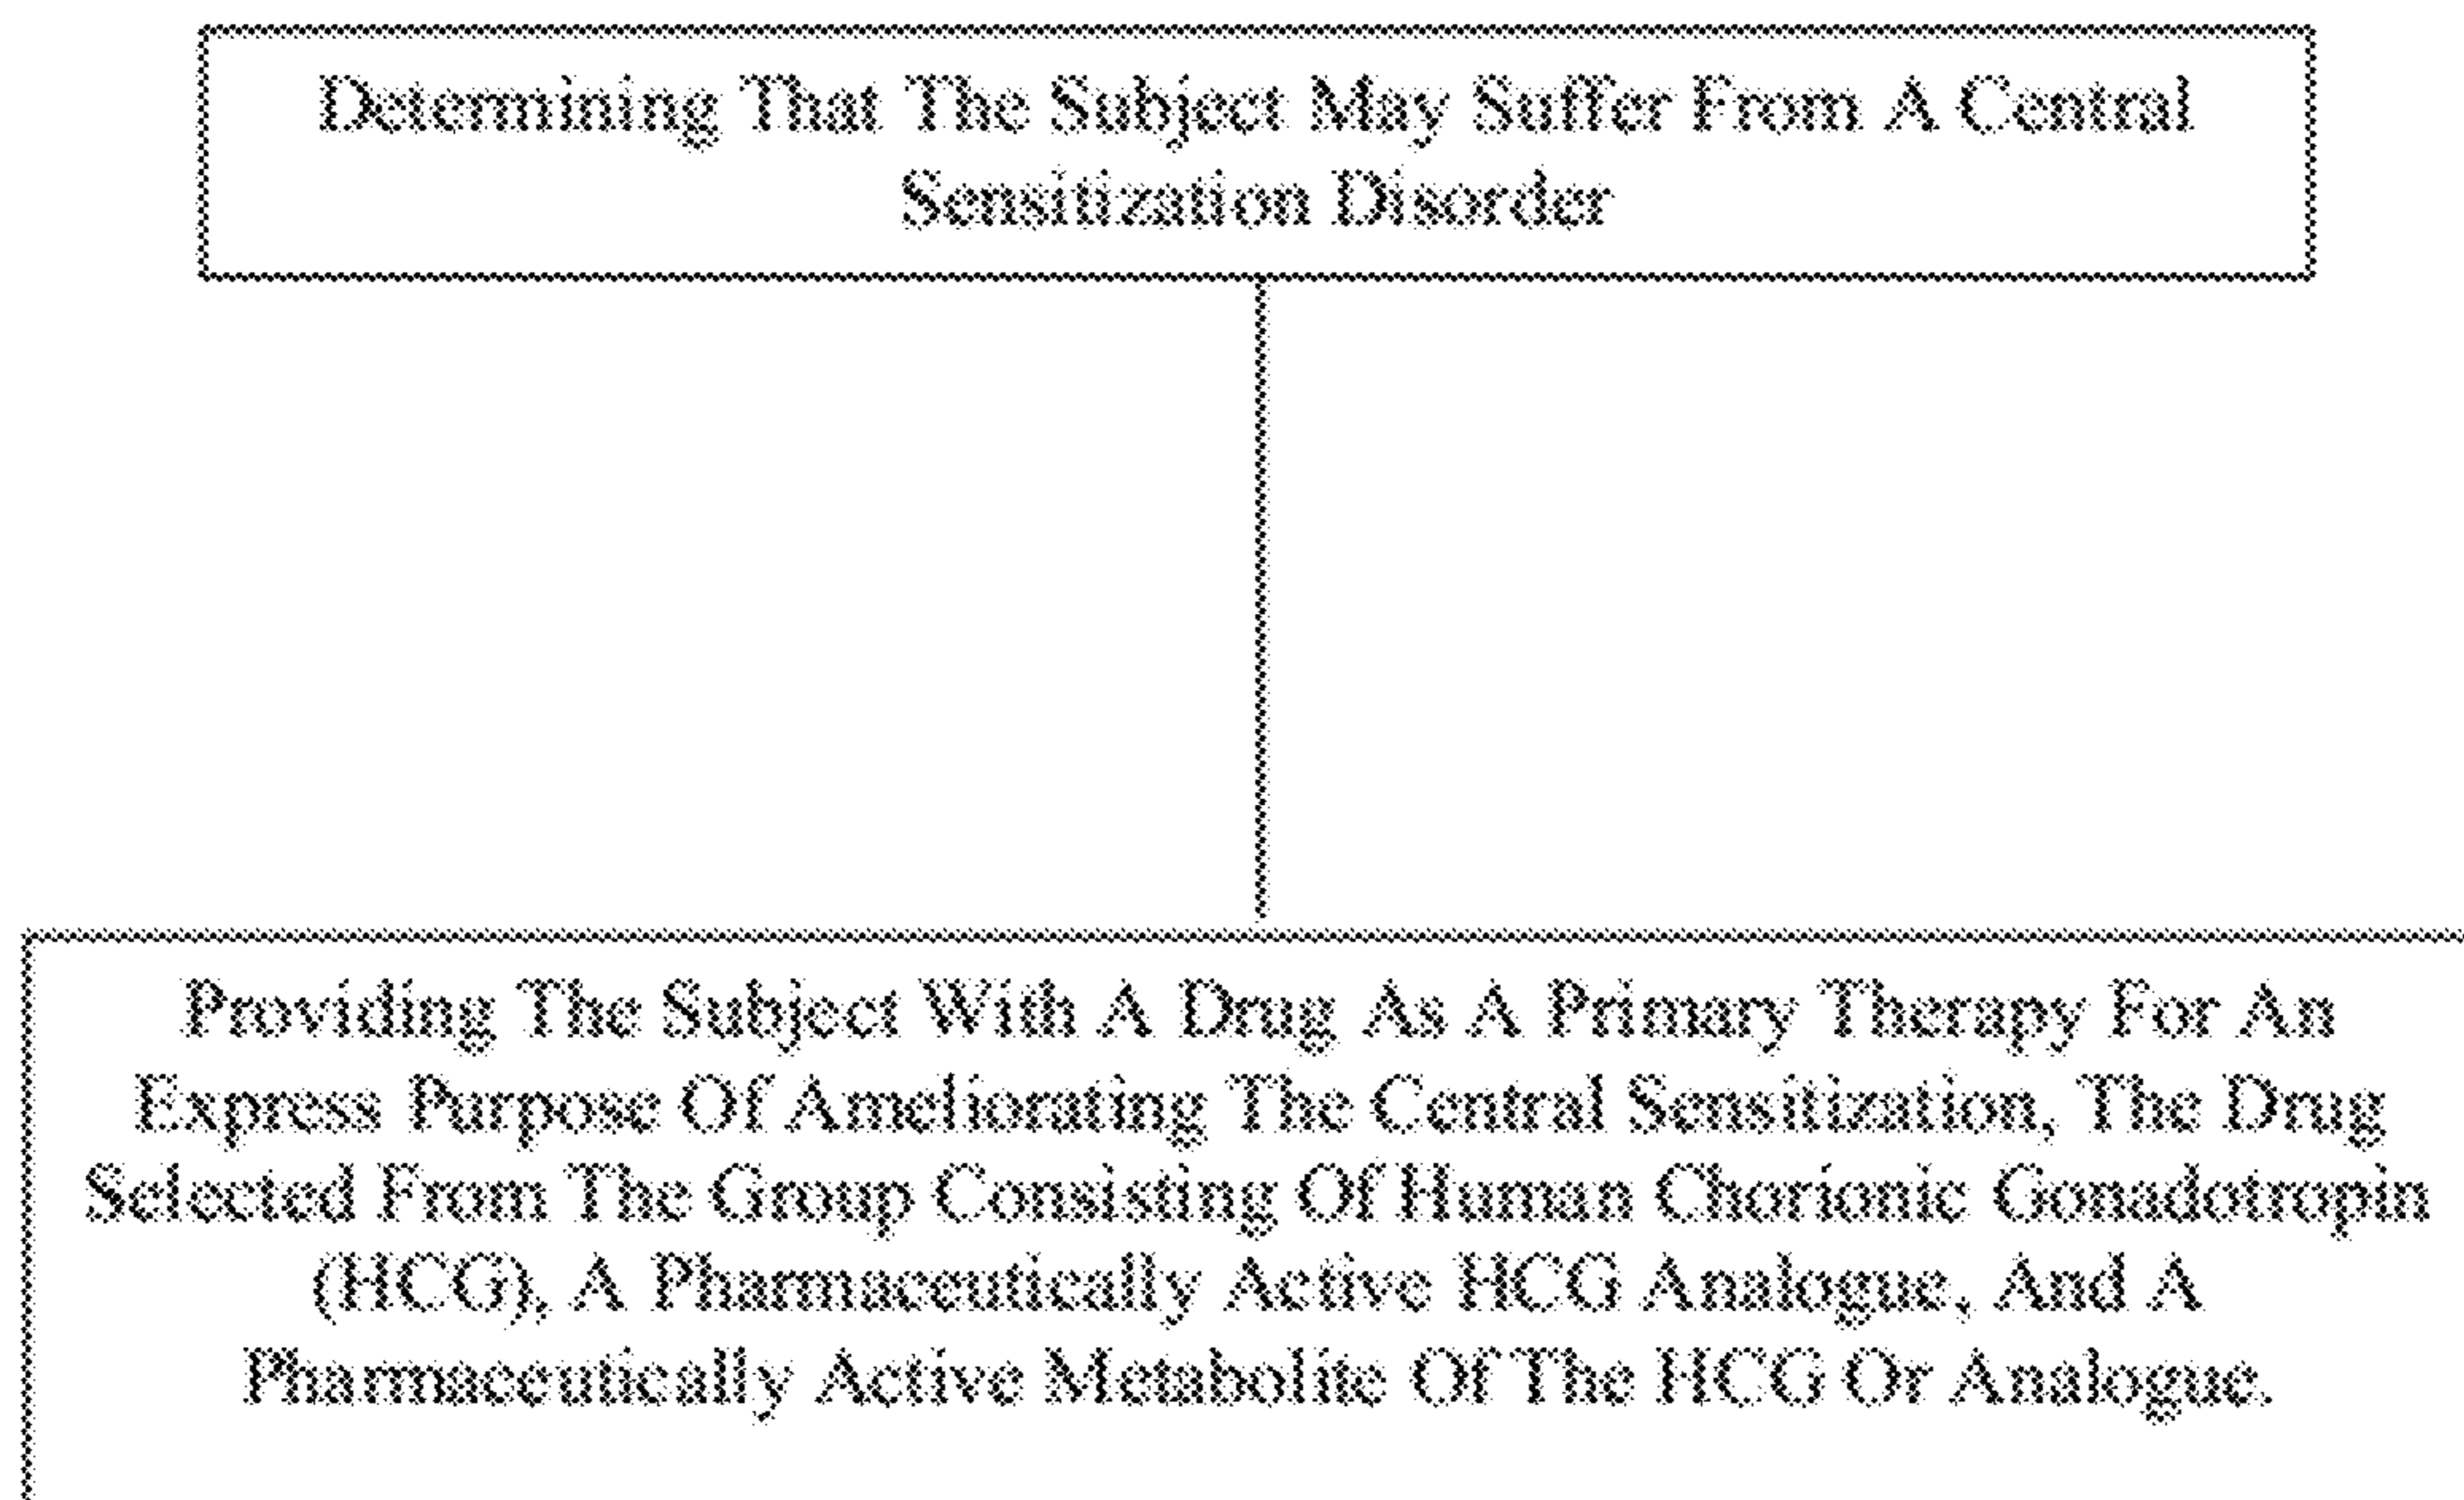 Determining That The Subject May Suffer From A Central
Sensitization Disorder
Providing The Subject With A Drug As A Primary Therapy For An
Express Purpose Of Ameliorating The Central Sensitization, The Drug
Selected From The Group Consisting Of Human Chorionic Gonadotropin
(HCG), A Pharmaceutically Active HCG Analogue, And A
Pharmaceutically Active Metabolite Of The HCG Or Analogue.